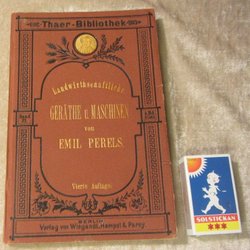 Thaer-Bibliothek
Landwirthschaftliche
GERÄTHE U. MASCHINEN
VON
EMIL PERELS.
Vierte Auflage.
BERLIN
Verlag von Wiegandt, Hempel & Parey.
SOLSTICKAN